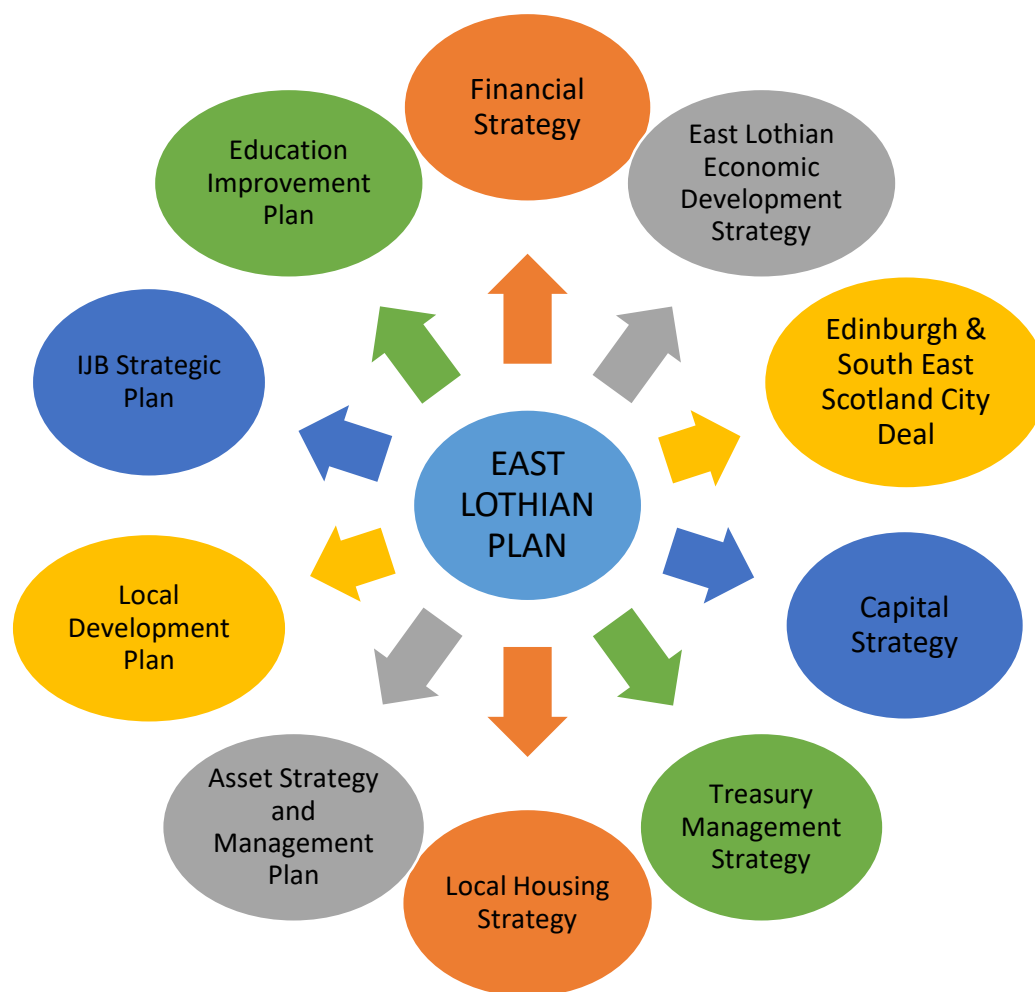 Financial
Strategy
East Lothian
Economic
Development
Strategy
Edinburgh &
South East
Scotland City
Deal
Capital
Strategy
Treasury
Management
Strategy
Local Housing
Strategy
Asset Strategy
and
Management
Plan
Local
Development
Plan
IJB Strategic
Plan
Education
Improvement
Plan
EAST
LOTHIAN
PLAN